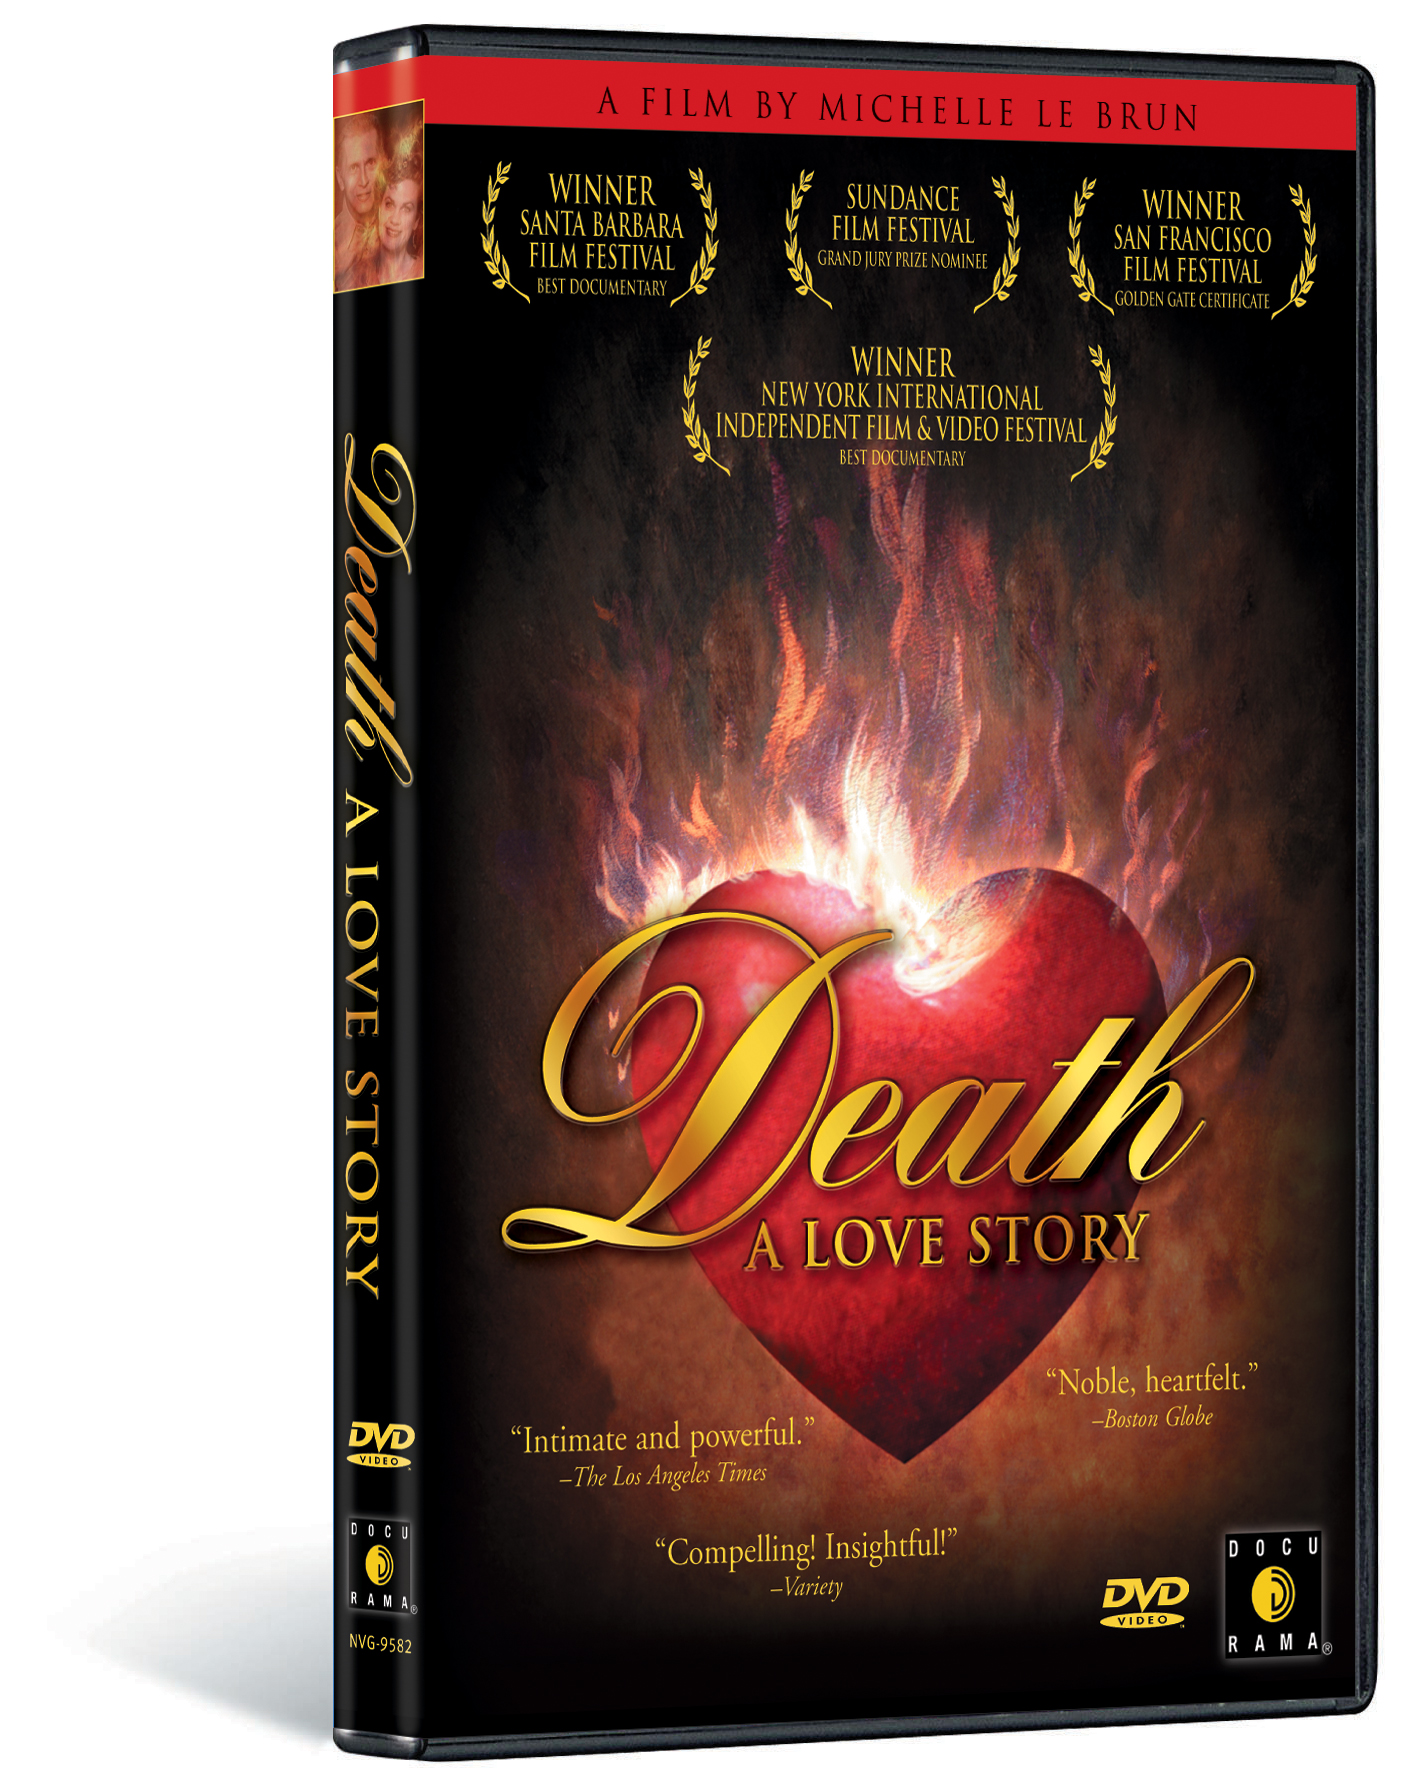 A FILM BY MICHELLE LE BRUN
WINNER
SANTA BARBARA
FILM FESTIVAL
BEST DOCUMENTARY
SUNDANCE
FILM FESTIVAL
GRAND JURY PRIZE NOMINEE
WINNER
SAN FRANCISCO
FILM FESTIVAL
GOLDEN GATE CERTIFICATE
WINNER
NEW YORK INTERNATIONAL
INDEPENDENT FILM & VIDEO FESTIVAL
BEST DOCUMENTARY
Death
A LOVE STORY
“Noble, heartfelt.”
–Boston Globe
“Intimate and powerful.”
–The Los Angeles Times
“Compelling! Insightful!”
–Variety
DVD
VIDEO
DOCU
RAMA®
Death A LOVE STORY
DVD
VIDEO
DOCU
RAMA®
NVG-9582